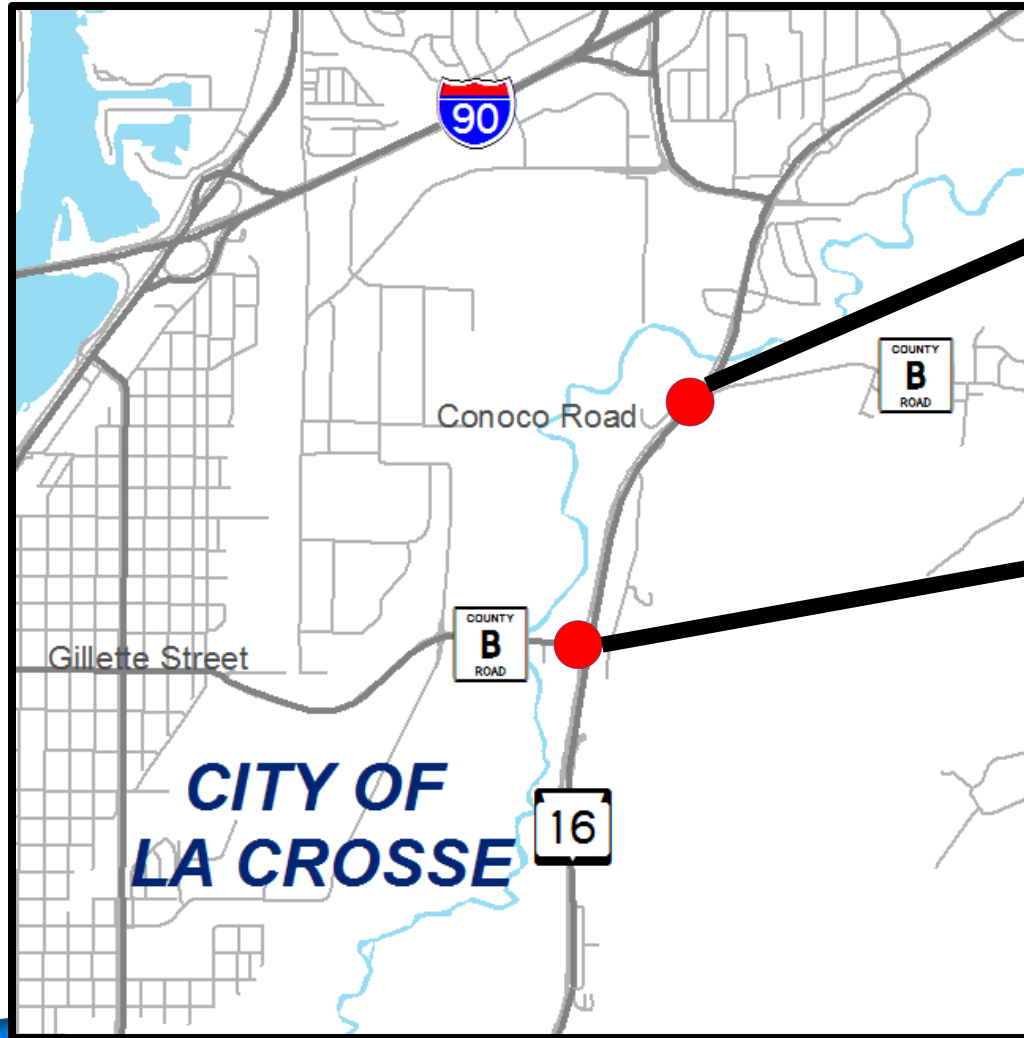 90
COUNTY
B
ROAD
Conoco Road
COUNTY
B
ROAD
Gillette Street
CITY OF
LA CROSSE
16